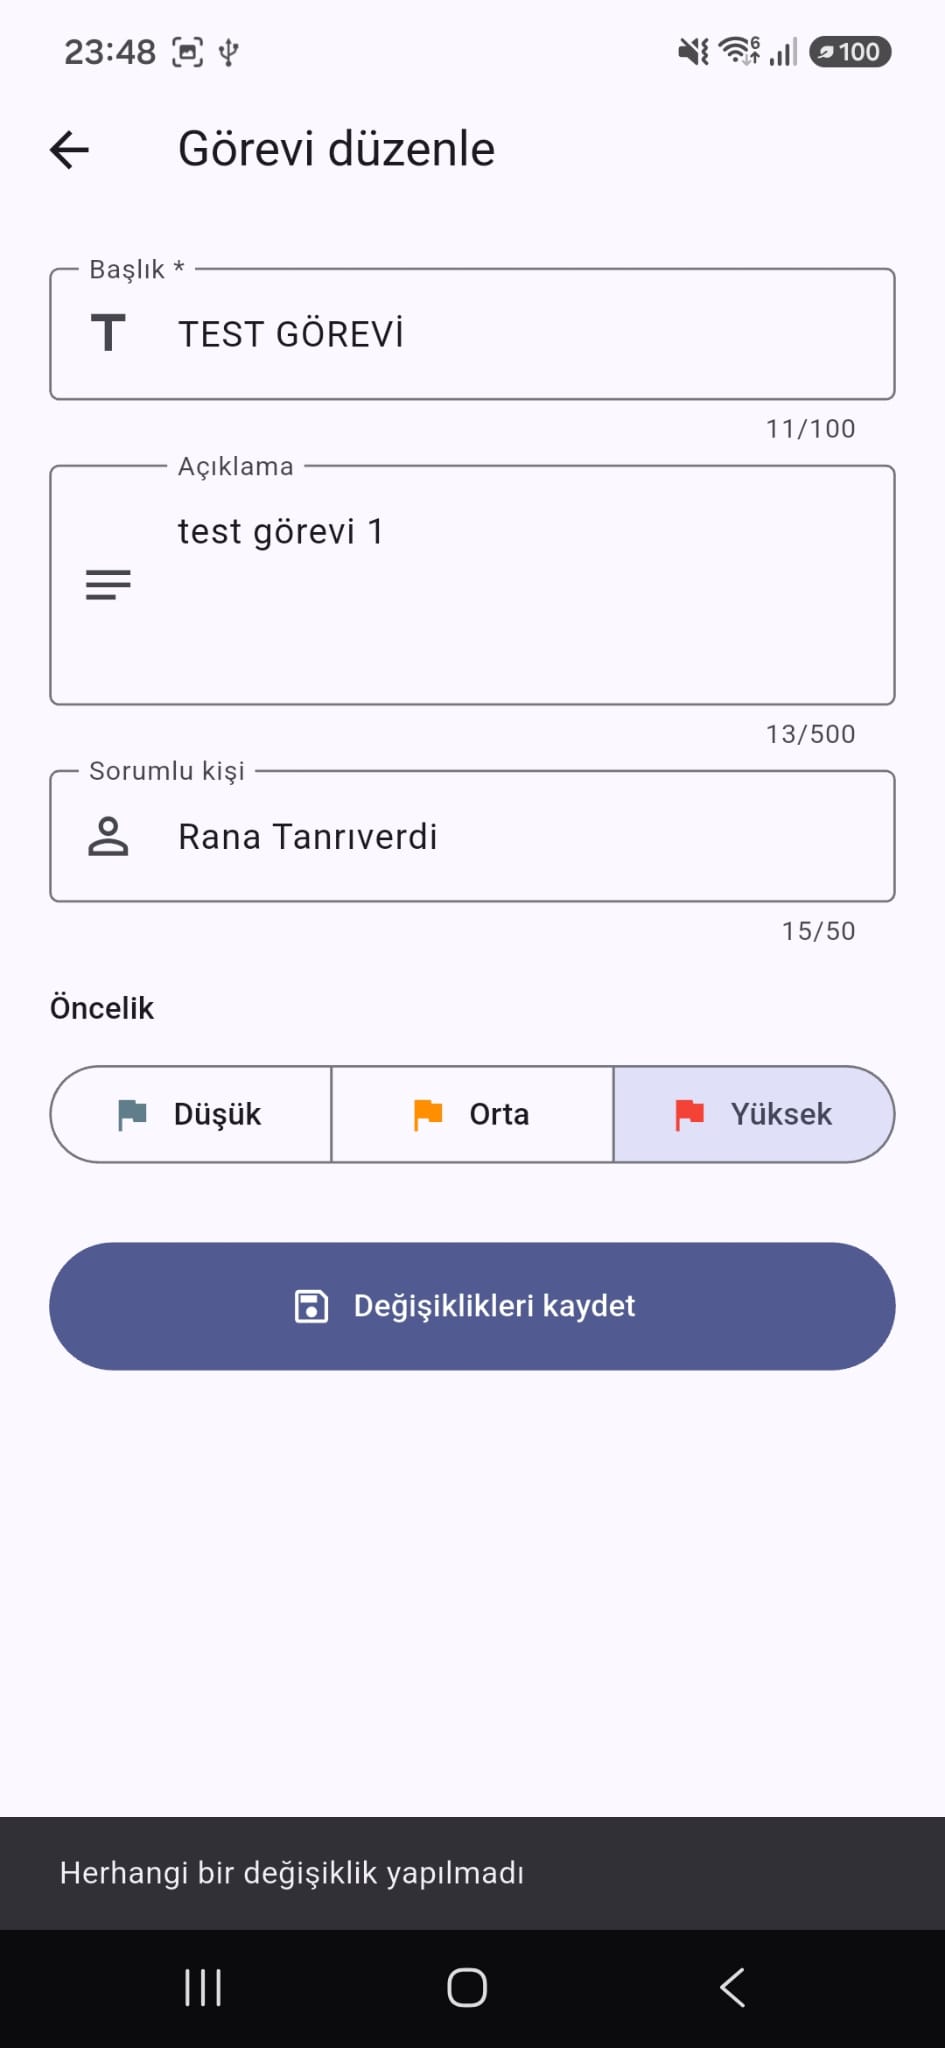 23:48
6
100
Görevi düzenle
Başlık *
TEST GÖREVİ
11/100
Açıklama
test görevi 1
13/500
Sorumlu kişi
Rana Tanrıverdi
15/50
Öncelik
Düşük
Orta
Yüksek
Değişiklikleri kaydet
Herhangi bir değişiklik yapılmadı